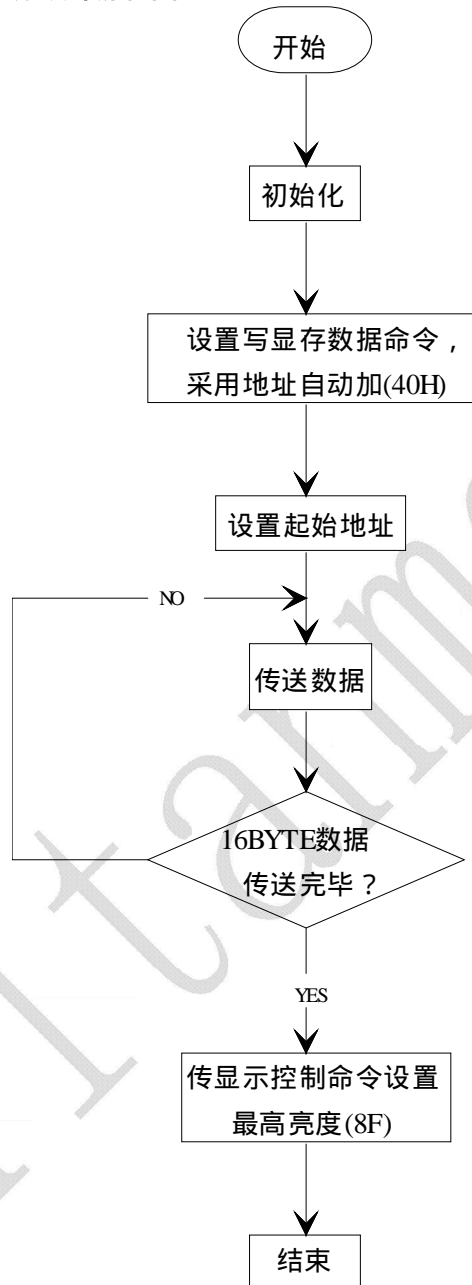 开始
初始化
设置写显存数据命令，
采用地址自动加(40H)
设置起始地址
NO
传送数据
16BYTE数据
传送完毕？
YES
传显示控制命令设置
最高亮度(8F)
结束